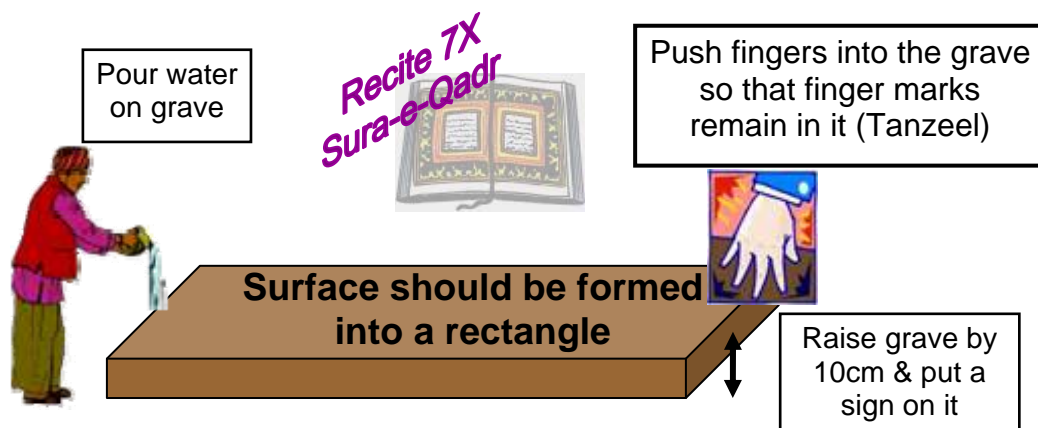 Pour water
on grave
Recite 7X
Sura-e-Qadr
Push fingers into the grave
so that finger marks
remain in it (Tanzeel)
Surface should be formed
into a rectangle
Raise grave by
10cm & put a
sign on it